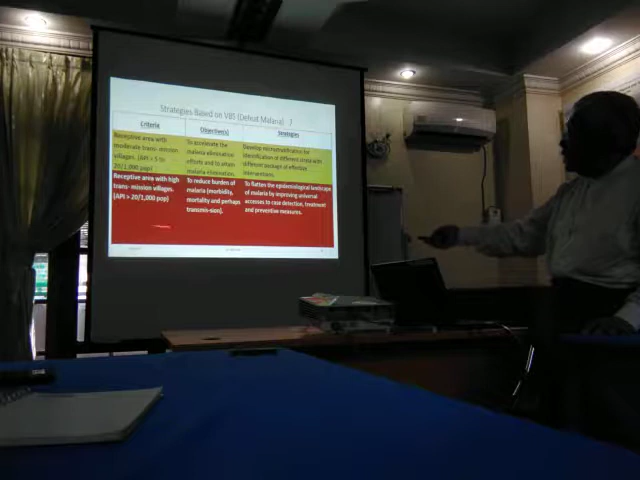 Strategies Based on VBS (Defeat Malaria) 7
Criteria
Objective(s)
Strategies
Receptive area with
moderate trans- mission
villages. (API > 5 to
20/1,000 pop)
To accelerate the
malaria elimination
efforts and to attain
malaria elimination.
Develop microstratification for
identification of different strata with
different package of effective
interventions.
Receptive area with high
trans- mission villages.
(API > 20/1,000 pop)
To reduce burden of
malaria (morbidity,
mortality and perhaps
transmis-sion).
To flatten the epidemiological landscape
of malaria by improving universal
accesses to case detection, treatment
and preventive measures.